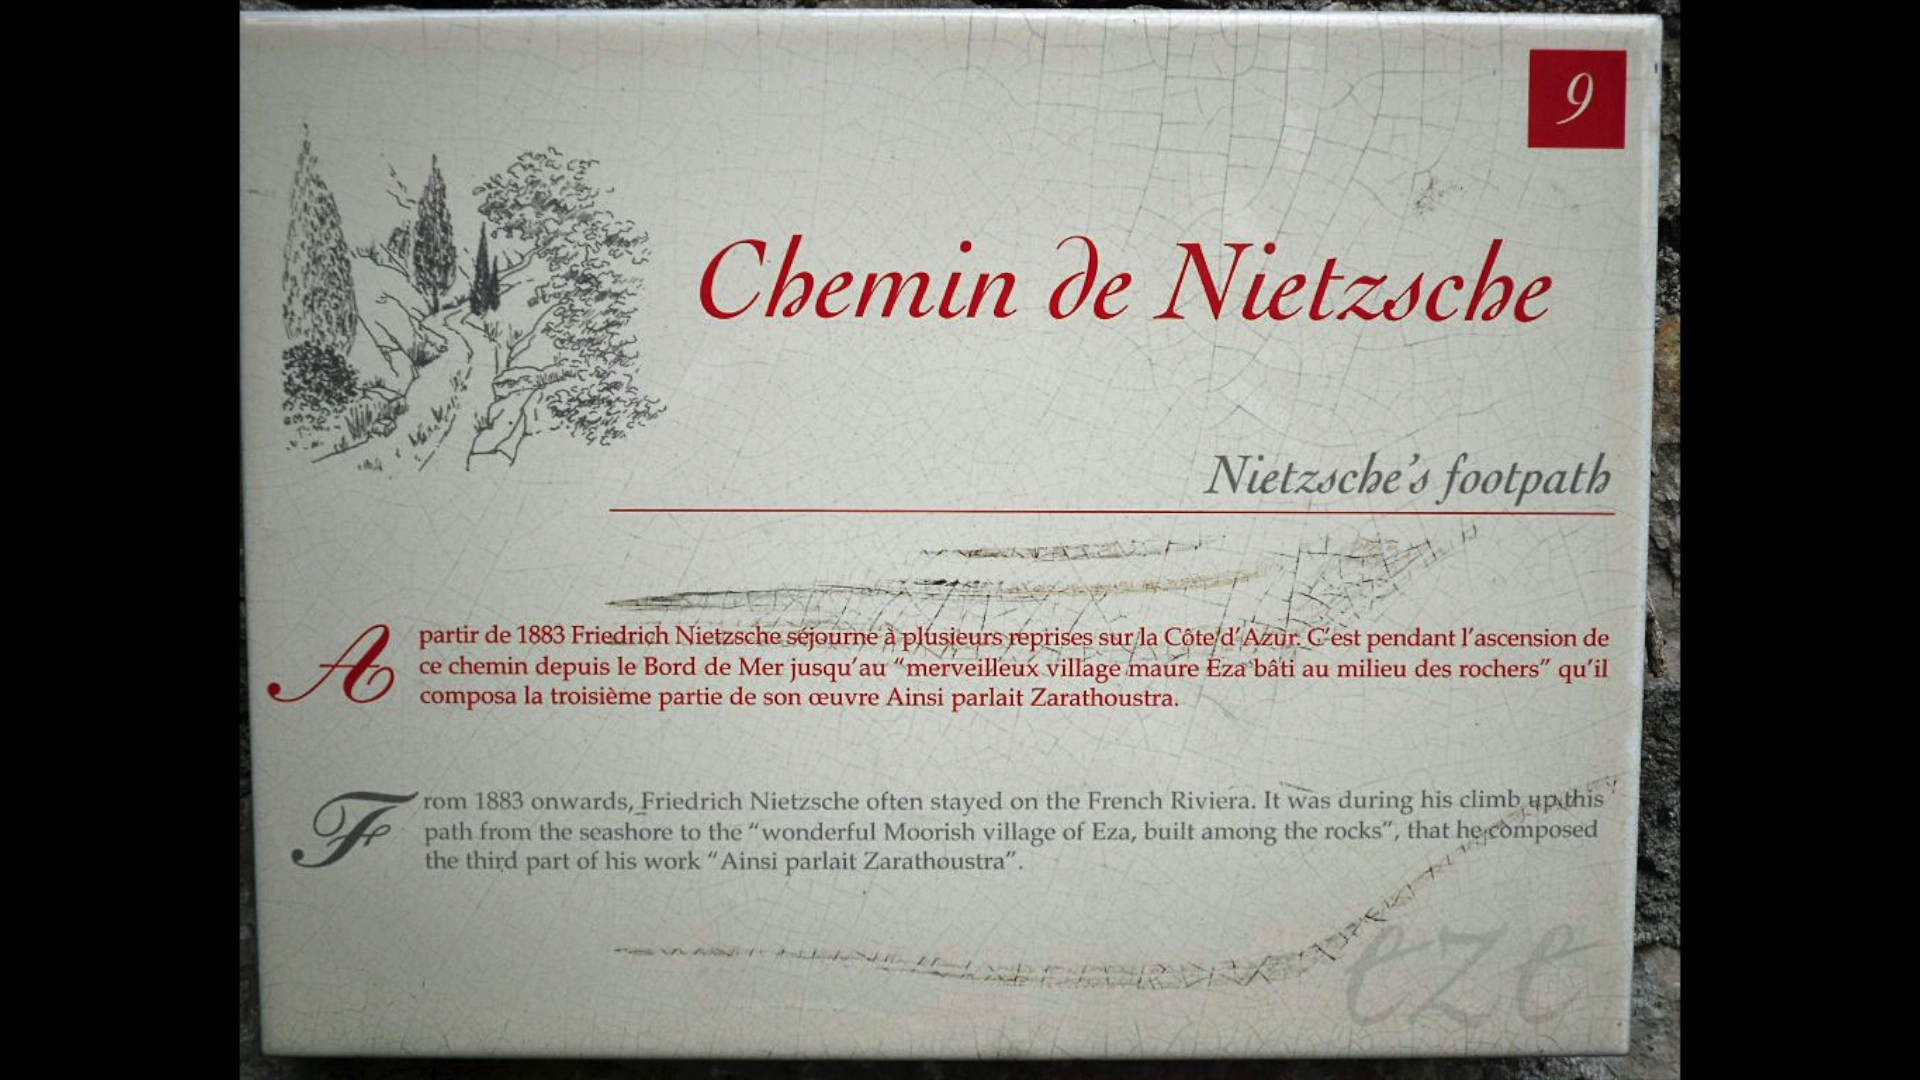 9
Chemin de Nietzsche
Nietzsche's footpath
A partir de 1883 Friedrich Nietzsche séjourne à plusieurs reprises sur la Côte d'Azur. C'est pendant l'ascension de
ce chemin depuis le Bord de Mer jusqu'au "merveilleux village maure Eza bâti au milieu des rochers" qu'il
composa la troisième partie de son œuvre Ainsi parlait Zarathoustra.
From 1883 onwards, Friedrich Nietzsche often stayed on the French Riviera. It was during his climb up this
path from the seashore to the "wonderful Moorish village of Eza, built among the rocks", that he composed
the third part of his work "Ainsi parlait Zarathoustra".
eze